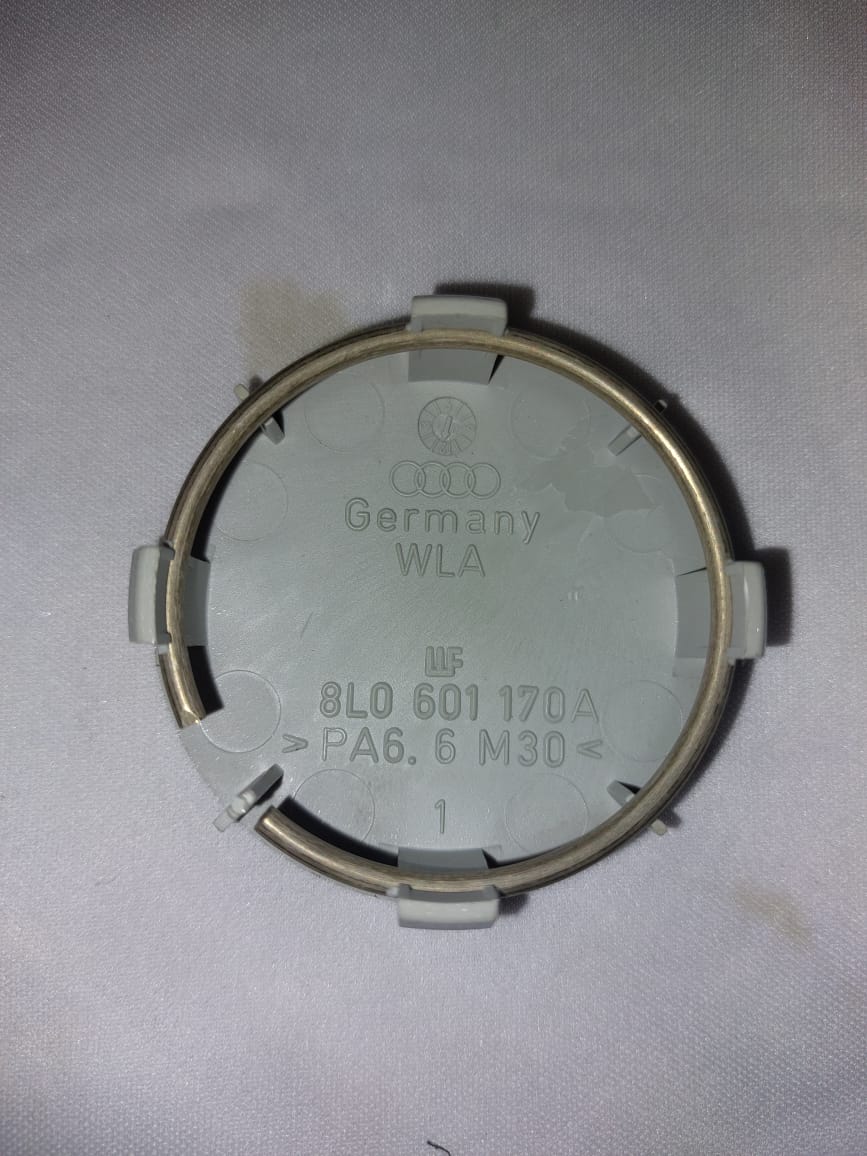 Germany
WLA
8L0 601 170A
>PA6. 6 M30<
1